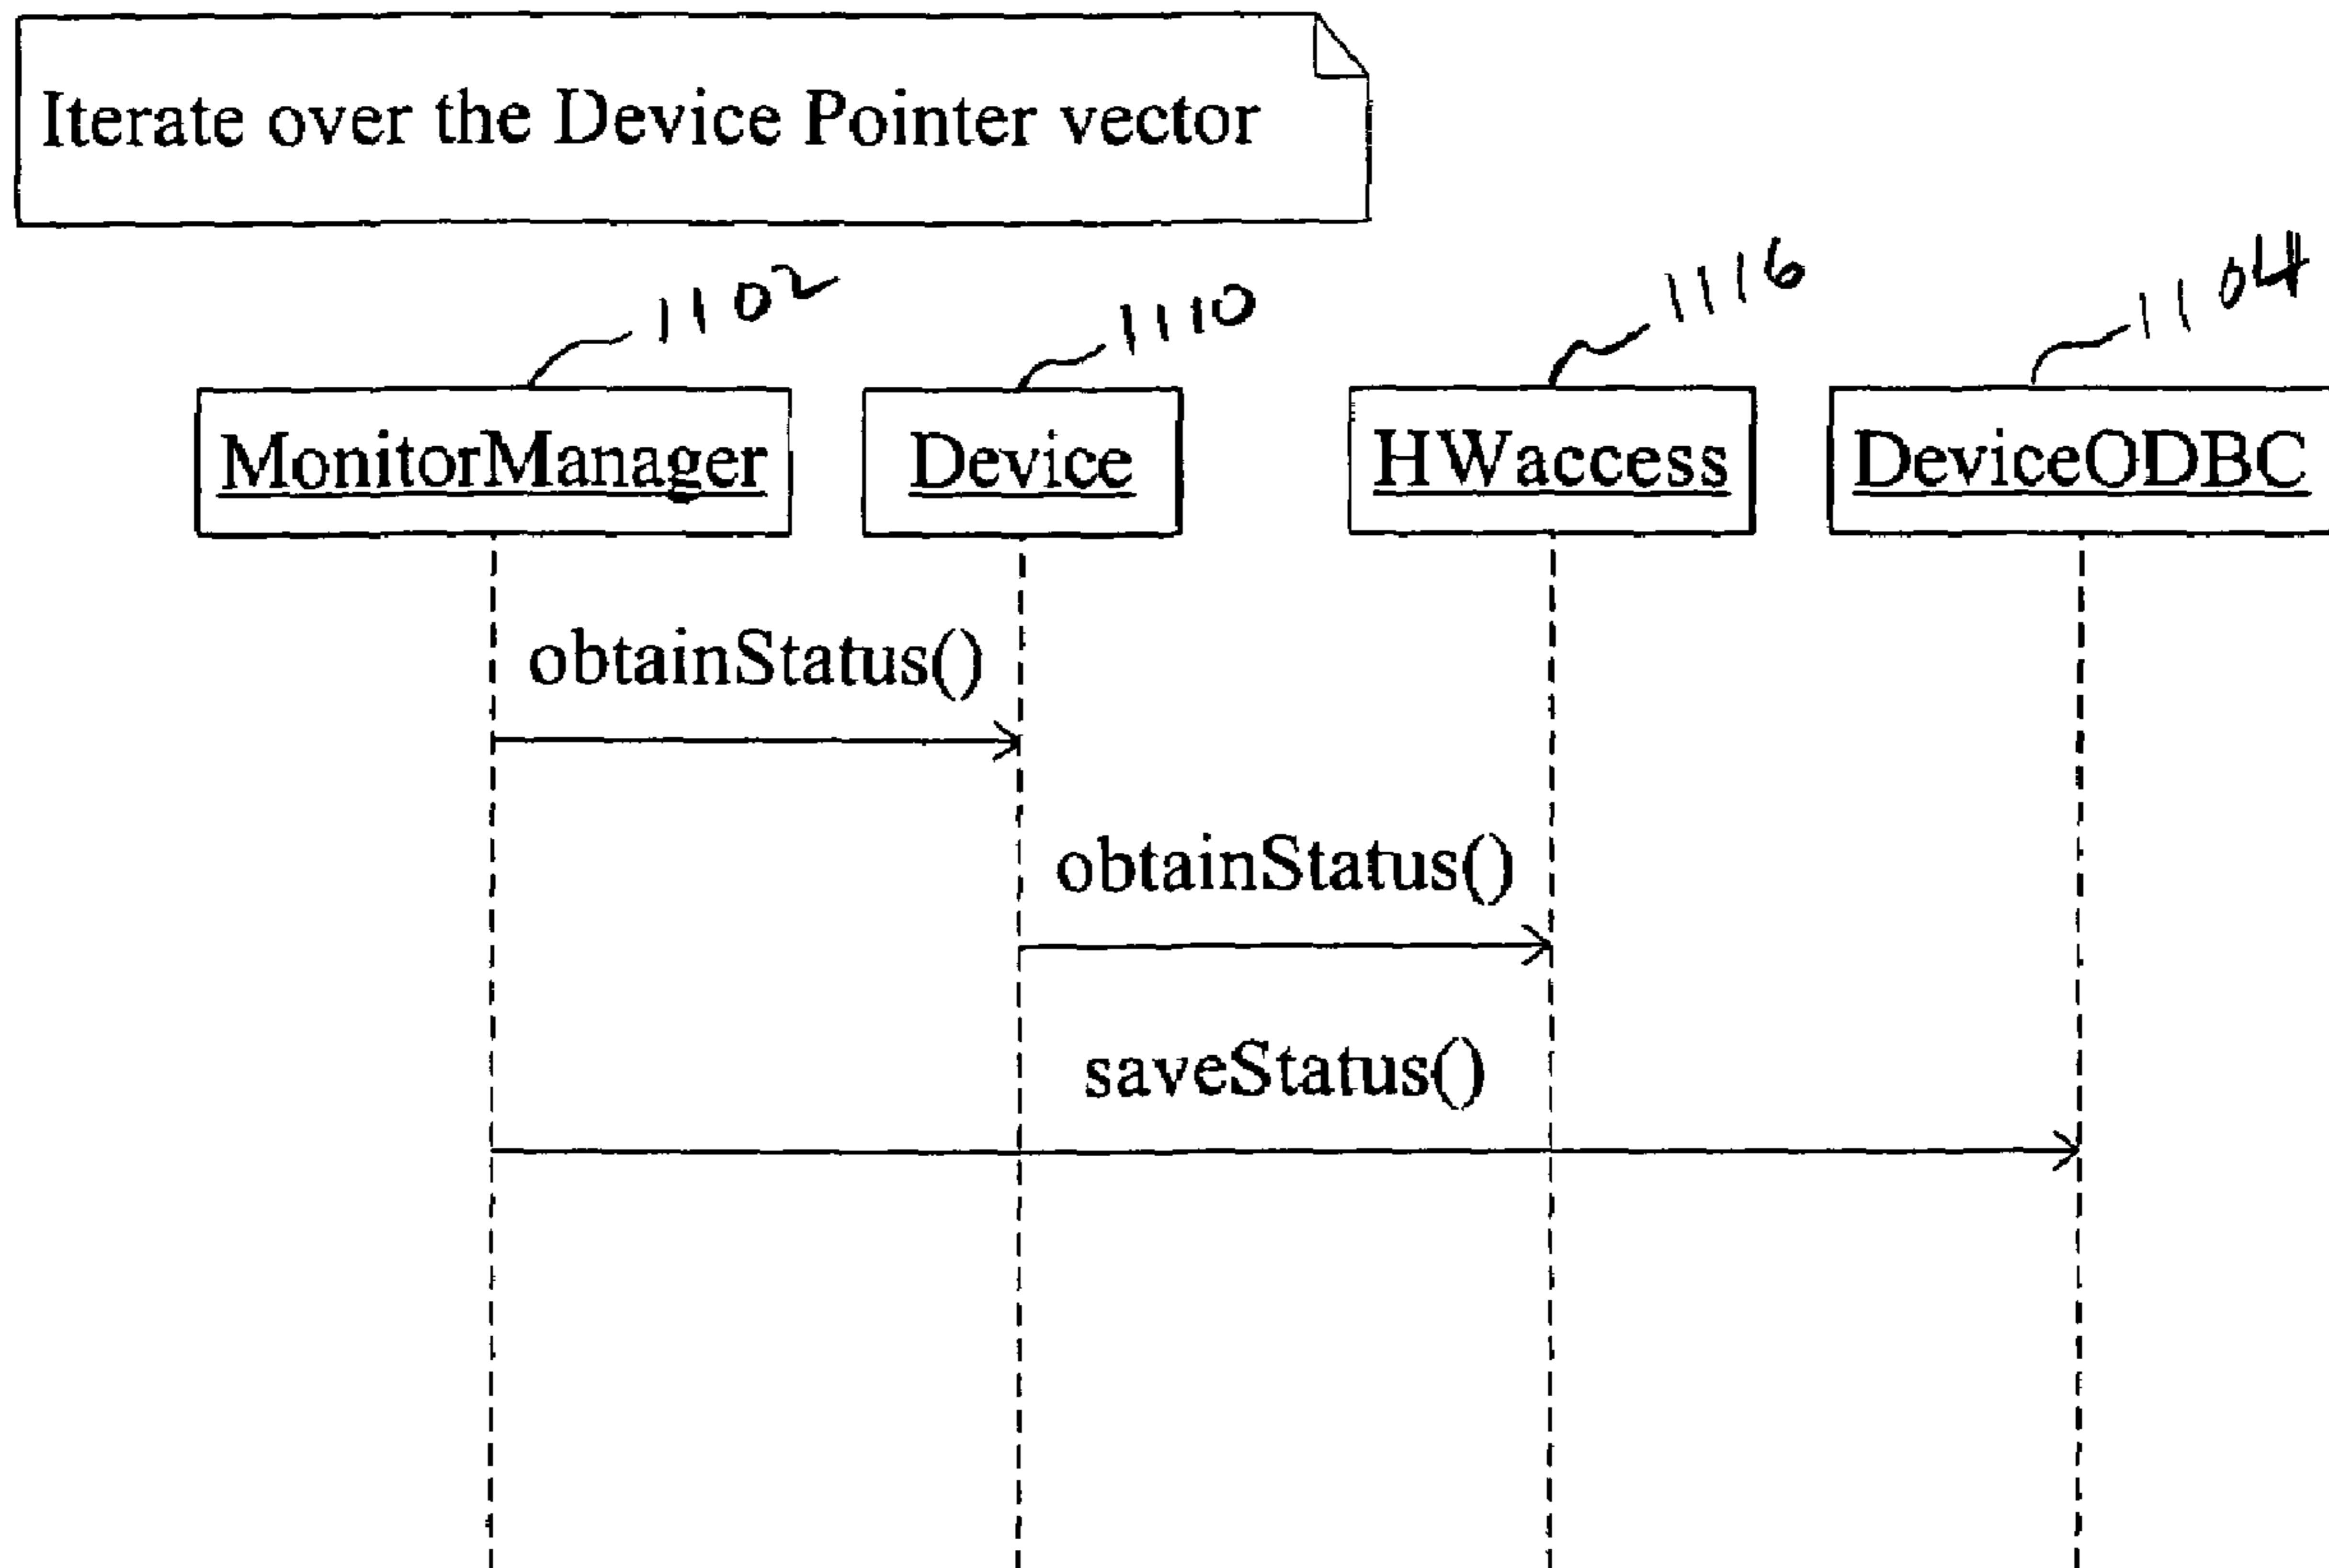 Iterate over the Device Pointer vector
1102
1110
1116
1104
MonitorManager
Device
HWaccess
DeviceODBC
obtainStatus()
obtainStatus()
saveStatus()